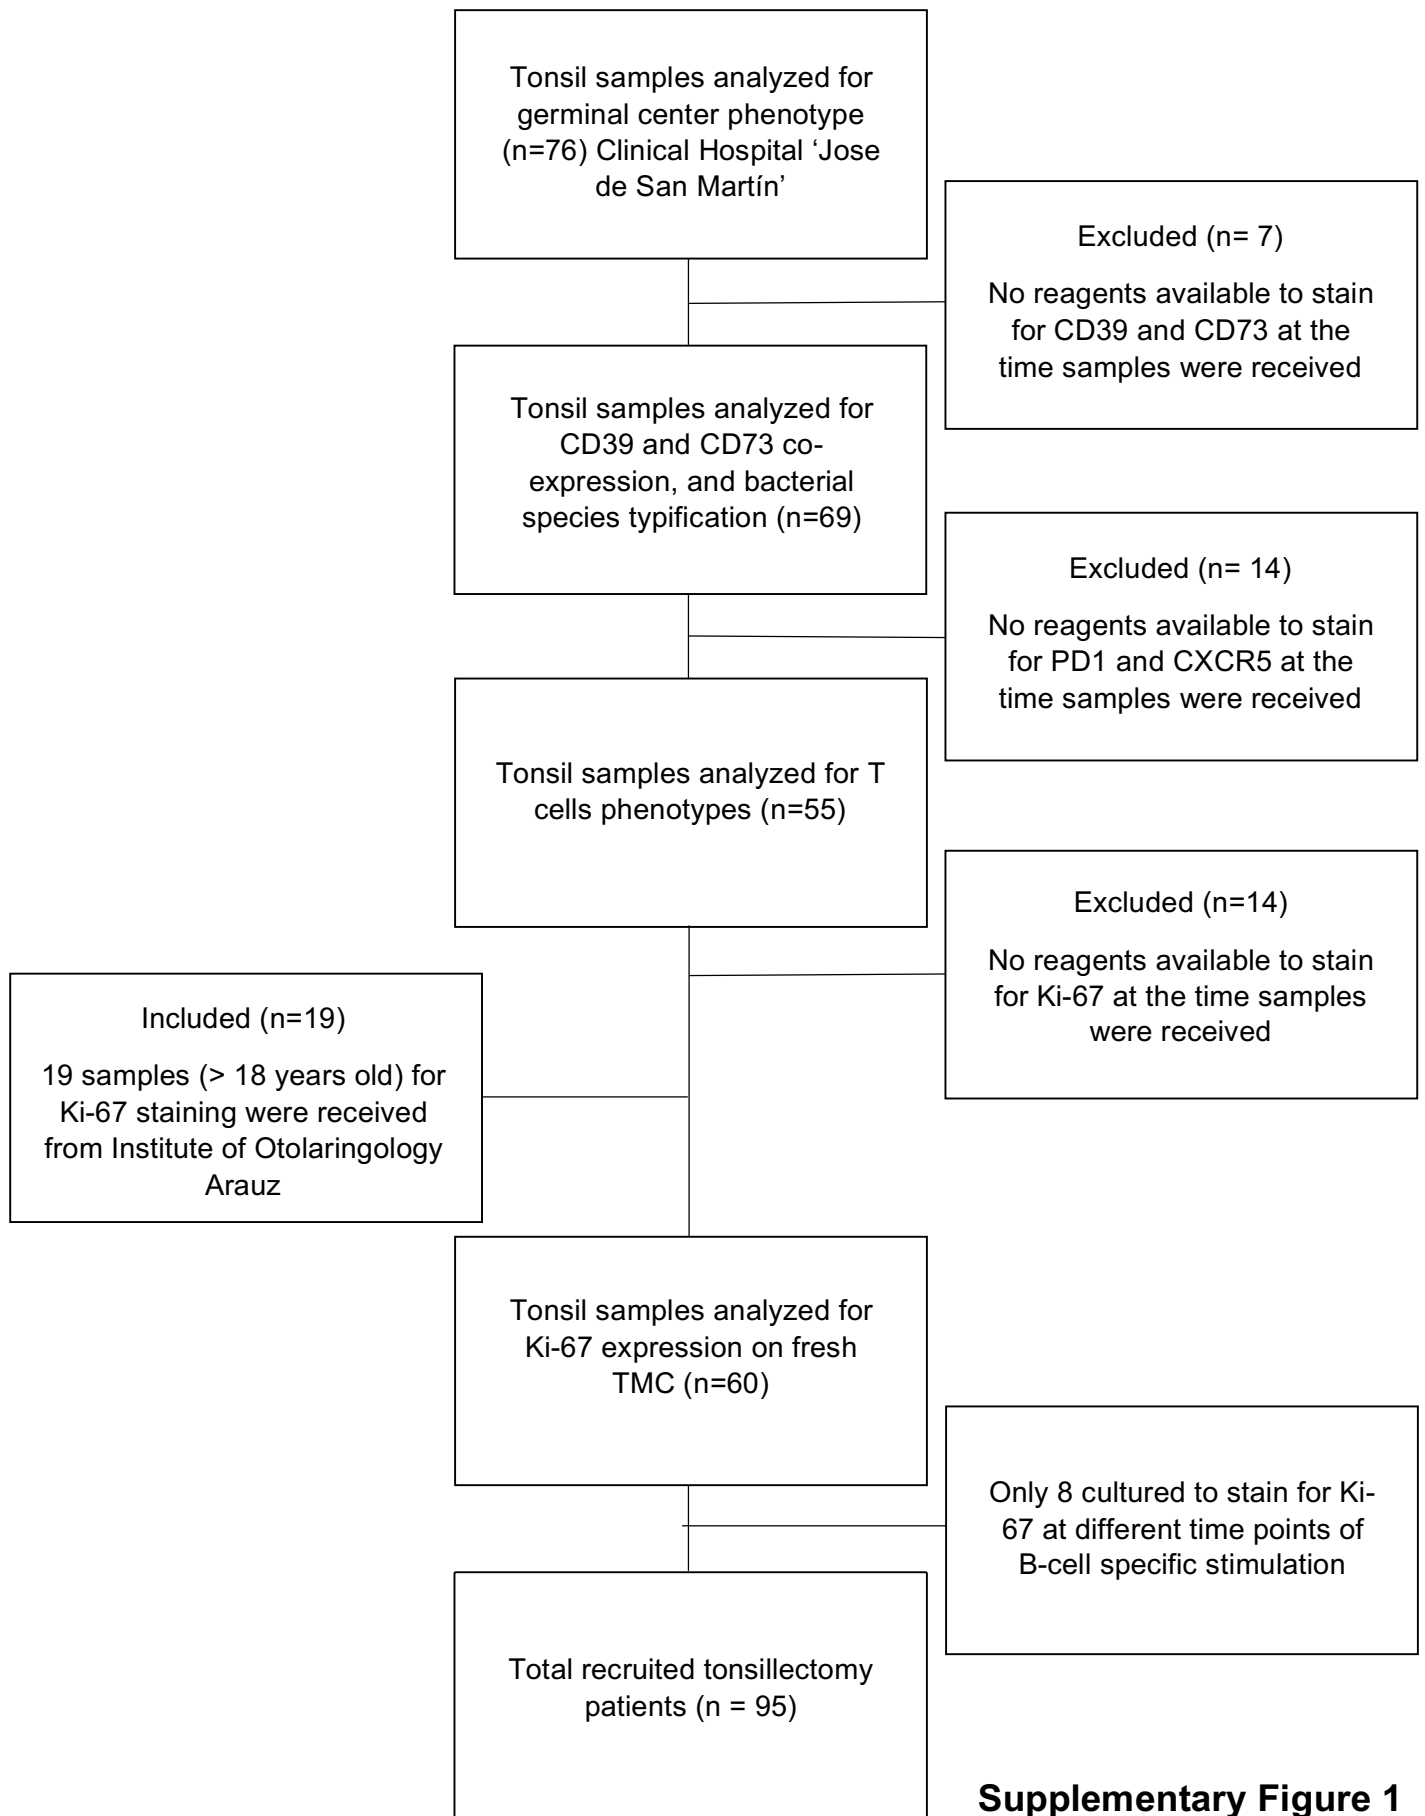 Tonsil samples analyzed for
germinal center phenotype
(n=76) Clinical Hospital ‘Jose
de San Martín’
Excluded (n= 7)
No reagents available to stain
for CD39 and CD73 at the
time samples were received
Tonsil samples analyzed for
CD39 and CD73 co-
expression, and bacterial
species typification (n=69)
Excluded (n= 14)
No reagents available to stain
for PD1 and CXCR5 at the
time samples were received
Tonsil samples analyzed for T
cells phenotypes (n=55)
Excluded (n=14)
No reagents available to stain
for Ki-67 at the time samples
were received
Included (n=19)
19 samples (> 18 years old) for
Ki-67 staining were received
from Institute of Otolaringology
Arauz
Tonsil samples analyzed for
Ki-67 expression on fresh
TMC (n=60)
Only 8 cultured to stain for Ki-
67 at different time points of
B-cell specific stimulation
Total recruited tonsillectomy
patients (n = 95)
Supplementary Figure 1